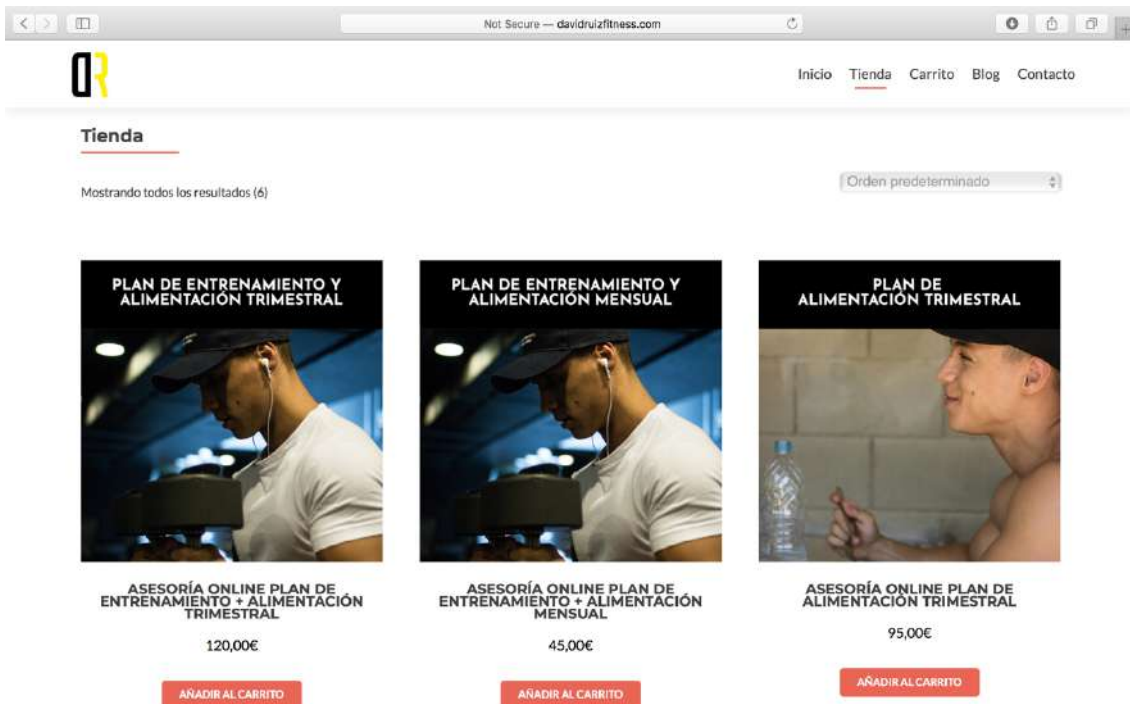 Not Secure — davidruizfitness.com
DR
Inicio Tienda Carrito Blog Contacto
Tienda
Mostrando todos los resultados (6)
Orden predeterminado
PLAN DE ENTRENAMIENTO Y
ALIMENTACIÓN TRIMESTRAL
ASESORÍA ONLINE PLAN DE
ENTRENAMIENTO + ALIMENTACIÓN
TRIMESTRAL
120,00€
AÑADIR AL CARRITO
PLAN DE ENTRENAMIENTO Y
ALIMENTACIÓN MENSUAL
ASESORÍA ONLINE PLAN DE
ENTRENAMIENTO + ALIMENTACIÓN
MENSUAL
45,00€
AÑADIR AL CARRITO
PLAN DE
ALIMENTACIÓN TRIMESTRAL
ASESORÍA ONLINE PLAN DE
ALIMENTACIÓN TRIMESTRAL
95,00€
AÑADIR AL CARRITO